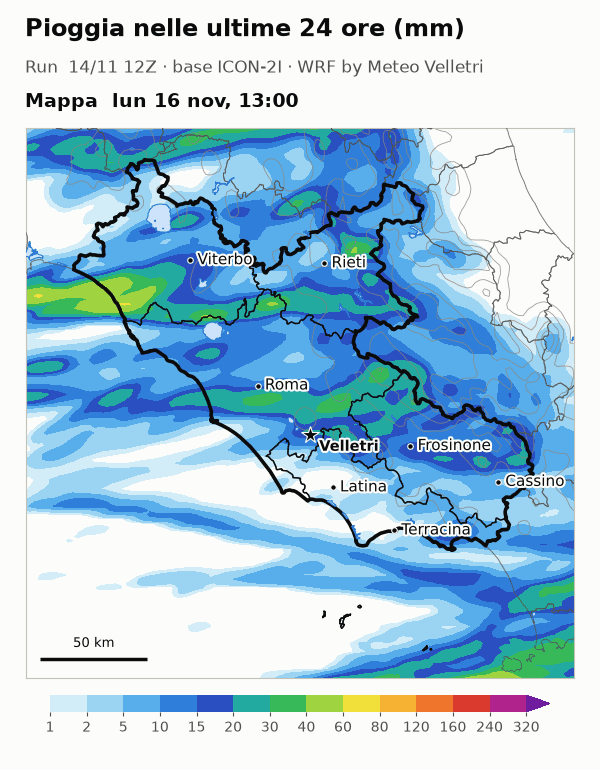 Pioggia nelle ultime 24 ore (mm)
Run 14/11 12Z · base ICON-2I · WRF by Meteo Velletri
Mappa lun 16 nov, 13:00
Viterbo
Rieti
Roma
Velletri
Frosinone
Cassino
Latina
Terracina
50 km
1 2 5 10 15 20 30 40 60 80 120 160 240 320